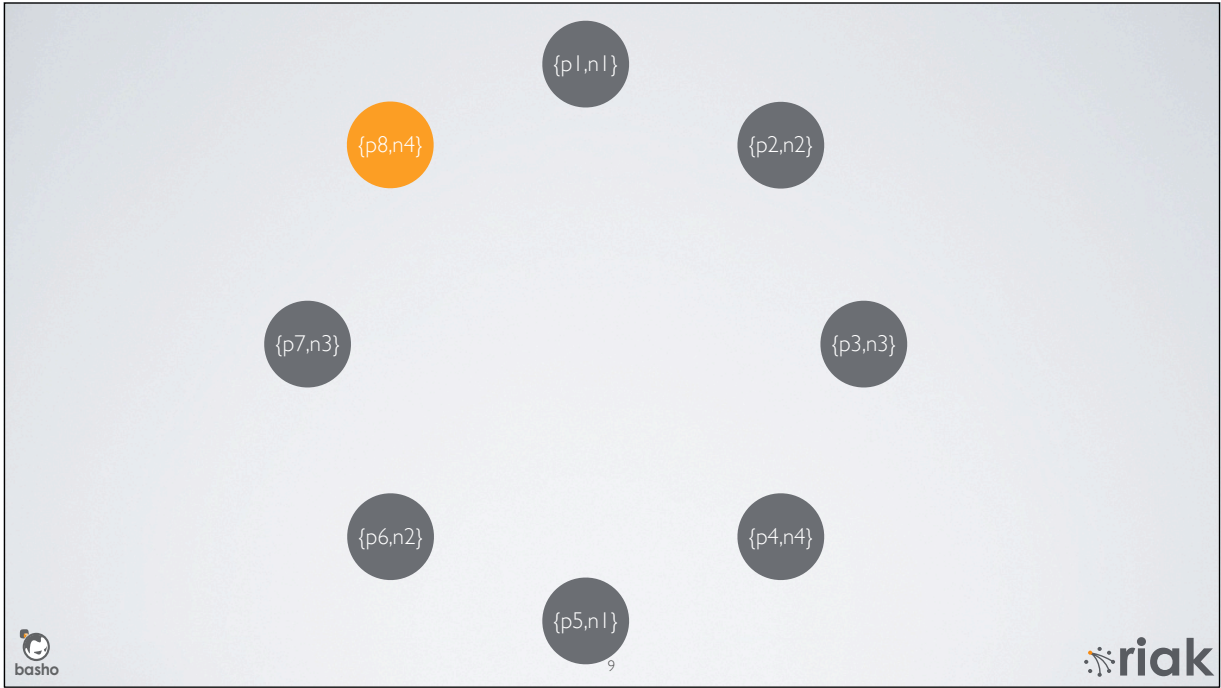 {p1,n1}
{p8,n4}
{p2,n2}
{p7,n3}
{p3,n3}
{p6,n2}
{p4,n4}
{p5,n1}
9
basho
riak